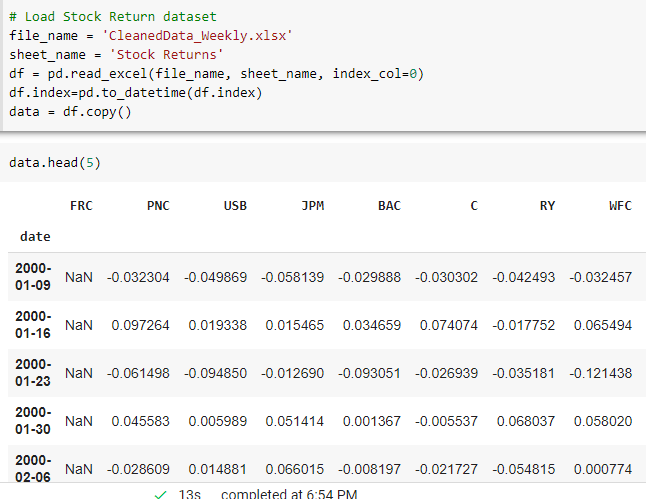 # Load Stock Return dataset
file_name = 'CleanedData_Weekly.xlsx'
sheet_name = 'Stock Returns'
df = pd.read_excel(file_name, sheet_name, index_col=0)
df.index=pd.to_datetime(df.index)
data = df.copy()
data.head(5)
FRC PNC USB JPM BAC C RY WFC
date
2000-01-09 NaN -0.032304 -0.049869 -0.058139 -0.029888 -0.030302 -0.042493 -0.032457
2000-01-16 NaN 0.097264 0.019338 0.015465 0.034659 0.074074 -0.017752 0.065494
2000-01-23 NaN -0.061498 -0.094850 -0.012690 -0.093051 -0.026939 -0.035181 -0.121438
2000-01-30 NaN 0.045583 0.005989 0.051414 0.001367 -0.005537 0.068037 0.058020
2000-02-06 NaN -0.028609 0.014881 0.066015 -0.008197 -0.021727 -0.054815 0.000774
13s completed at 6:54 PM